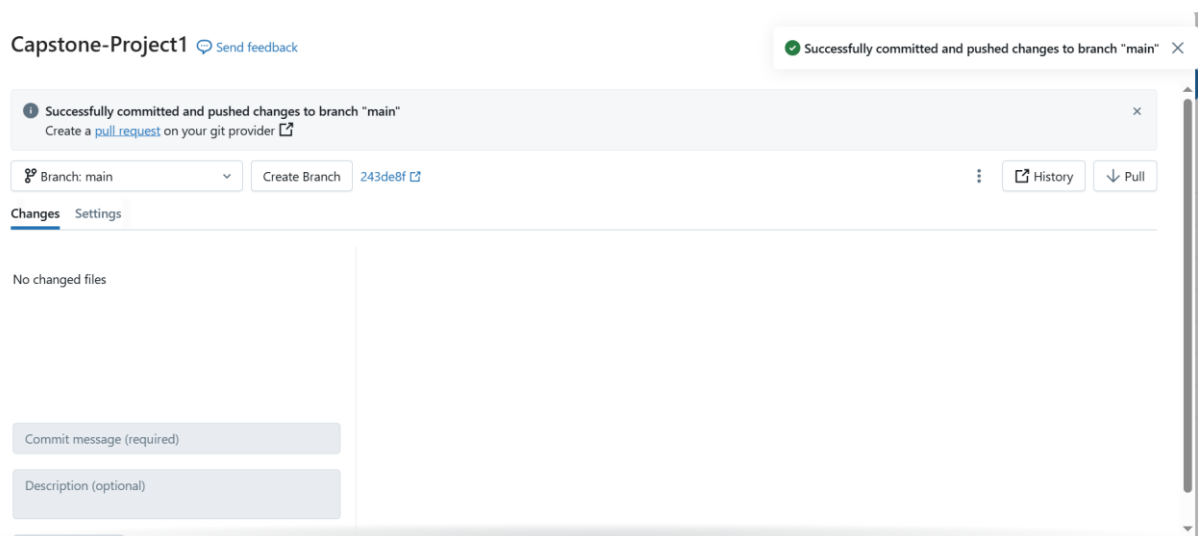 Capstone-Project1 Send feedback
Successfully committed and pushed changes to branch "main"
Successfully committed and pushed changes to branch "main"
Create a pull request on your git provider
Branch: main Create Branch 243de8f History Pull
Changes Settings
No changed files
Commit message (required)
Description (optional)